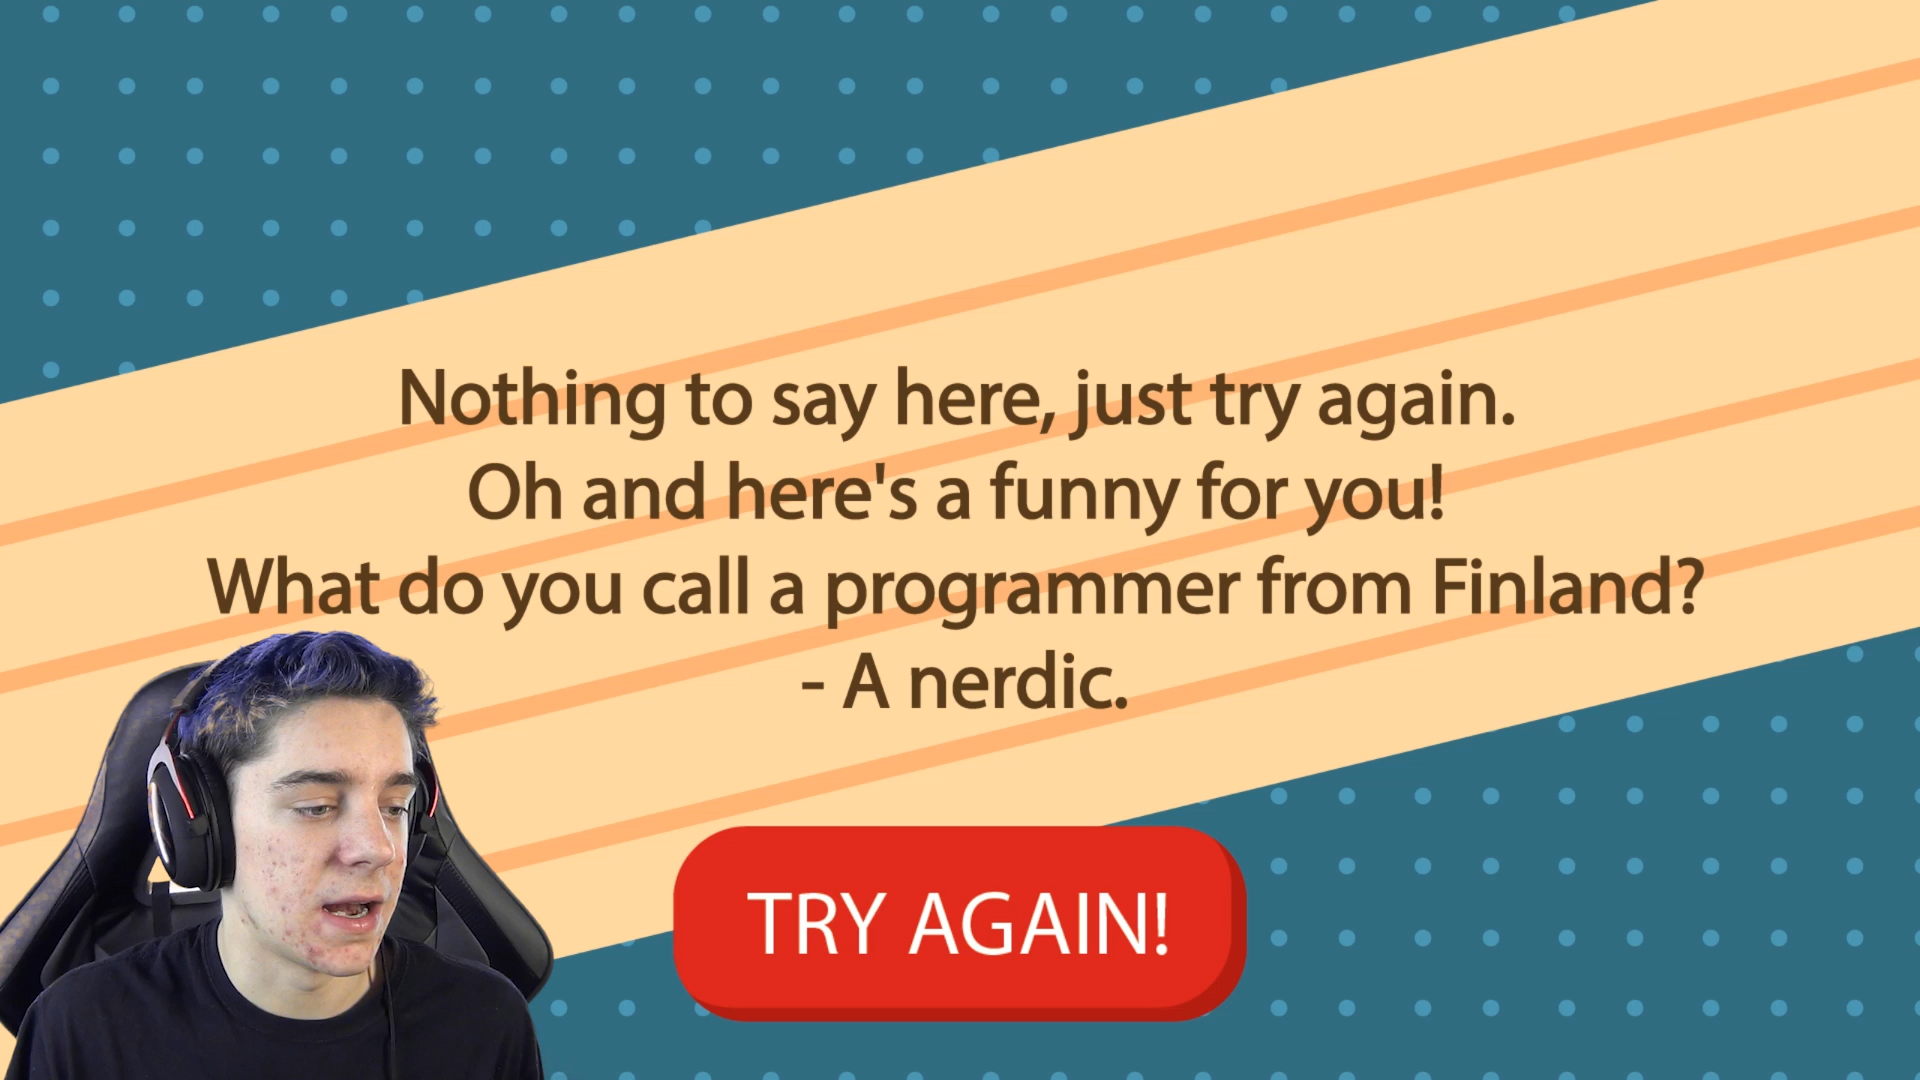 Nothing to say here, just try again.
Oh and here's a funny for you!
What do you call a programmer from Finland?
- A nerdic.
TRY AGAIN!